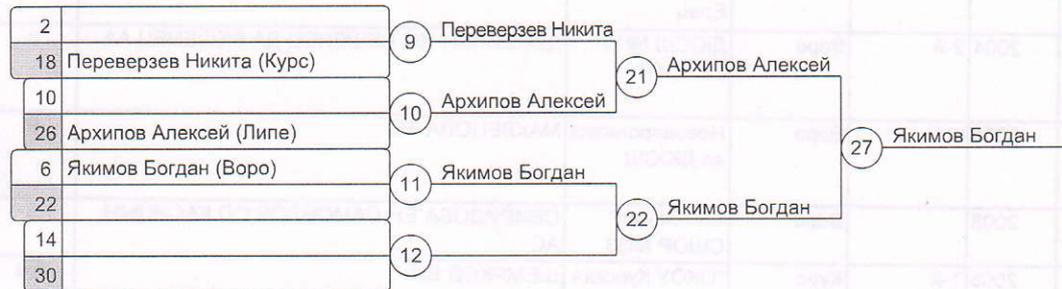 2
9 Переверзев Никита
18 Переверзев Никита (Курс)
21 Архипов Алексей
10
10 Архипов Алексей
26 Архипов Алексей (Липе)
27 Якимов Богдан
6 Якимов Богдан (Воро)
11 Якимов Богдан
22
22 Якимов Богдан
14
12
30